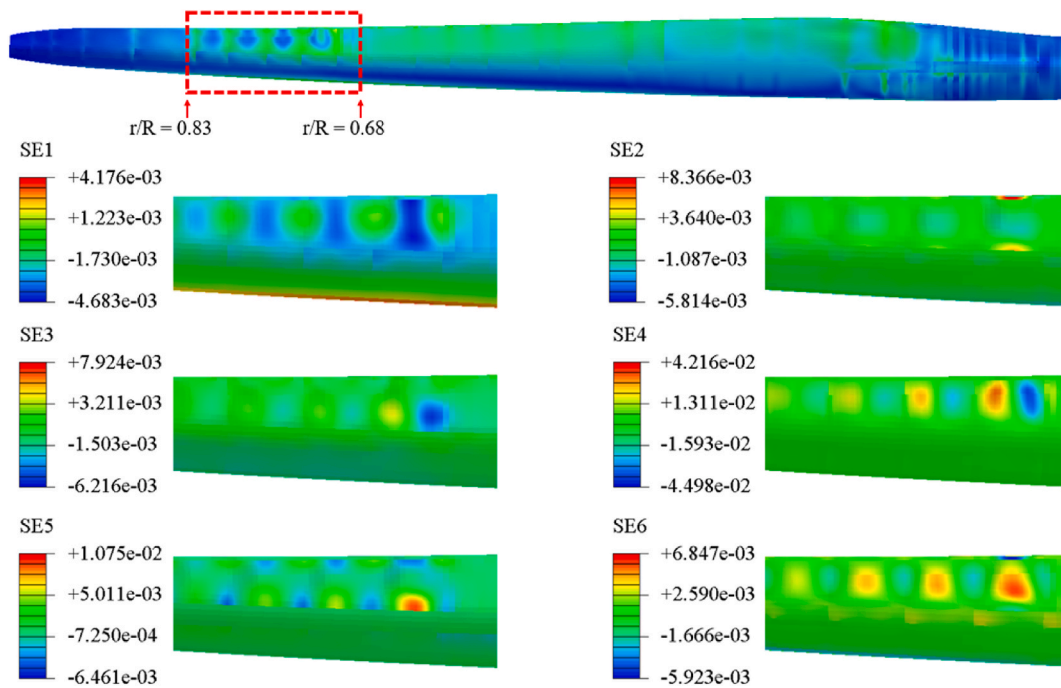 r/R = 0.83
r/R = 0.68
SE1
+4.176e-03
+1.223e-03
-1.730e-03
-4.683e-03
SE2
+8.366e-03
+3.640e-03
-1.087e-03
-5.814e-03
SE3
+7.924e-03
+3.211e-03
-1.503e-03
-6.216e-03
SE4
+4.216e-02
+1.311e-02
-1.593e-02
-4.498e-02
SE5
+1.075e-02
+5.011e-03
-7.250e-04
-6.461e-03
SE6
+6.847e-03
+2.590e-03
-1.666e-03
-5.923e-03